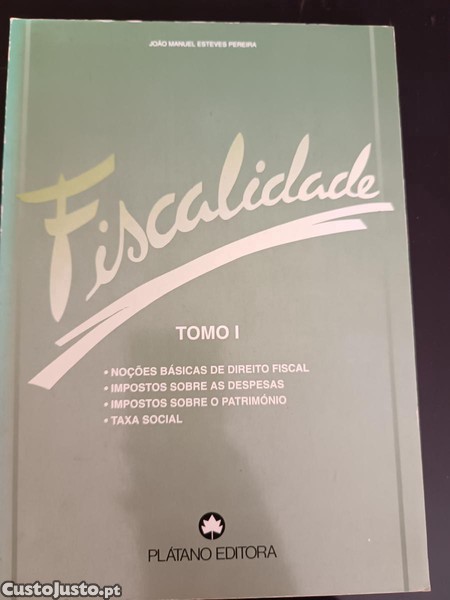 JOÃO MANUEL ESTEVES PEREIRA
Fiscalidade
TOMO I
• NOÇÕES BÁSICAS DE DIREITO FISCAL
• IMPOSTOS SOBRE AS DESPESAS
• IMPOSTOS SOBRE O PATRIMÓNIO
• TAXA SOCIAL
PLÁTANO EDITORA
CustoJusto.pt